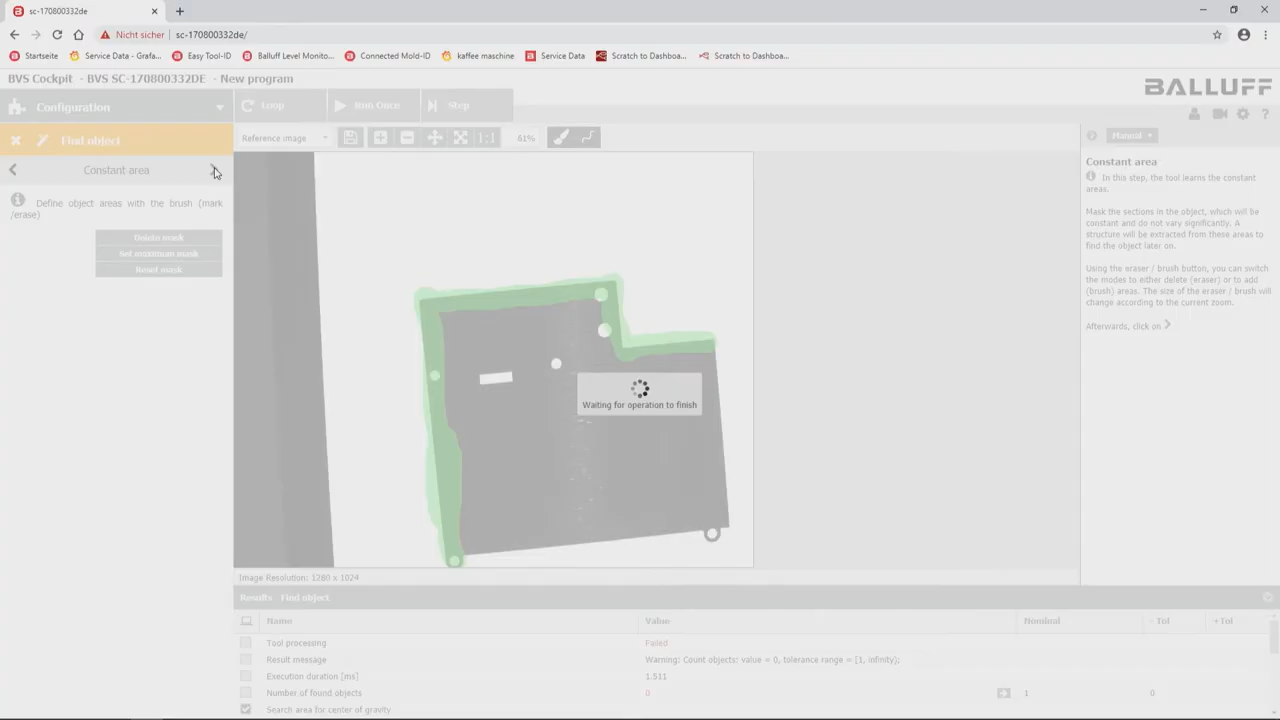 sc-170800332de
Nicht sicher | sc-170800332de/
Startseite Service Data - Grafa... Easy Tool-ID Balluff Level Monito... Connected Mold-ID kaffee maschine Service Data Scratch to Dashboa... Scratch to Dashboa...
BVS Cockpit - BVS SC-170800332DE - New program
BALLUFF
Configuration
Loop Run Once Step
Find object
Reference image 1:1 61%
Manual
Constant area
Define object areas with the brush (mark
/erase)
Delete mask
Set maximum mask
Reset mask
Constant area
In this step, the tool learns the constant
areas.
Mask the sections in the object, which will be
constant and do not vary significantly. A
structure will be extracted from these areas to
find the object later on.
Using the eraser / brush button, you can switch
the modes to either delete (eraser) or to add
(brush) areas. The size of the eraser / brush will
change according to the current zoom.
Afterwards, click on
Waiting for operation to finish
Image Resolution: 1280 x 1024
Results Find object
Name Value Nominal - Tol +Tol
Tool processing Failed
Result message Warning: Count objects: value = 0, tolerance range = [1, infinity);
Execution duration [ms] 1.511
Number of found objects 0 1 0
Search area for center of gravity